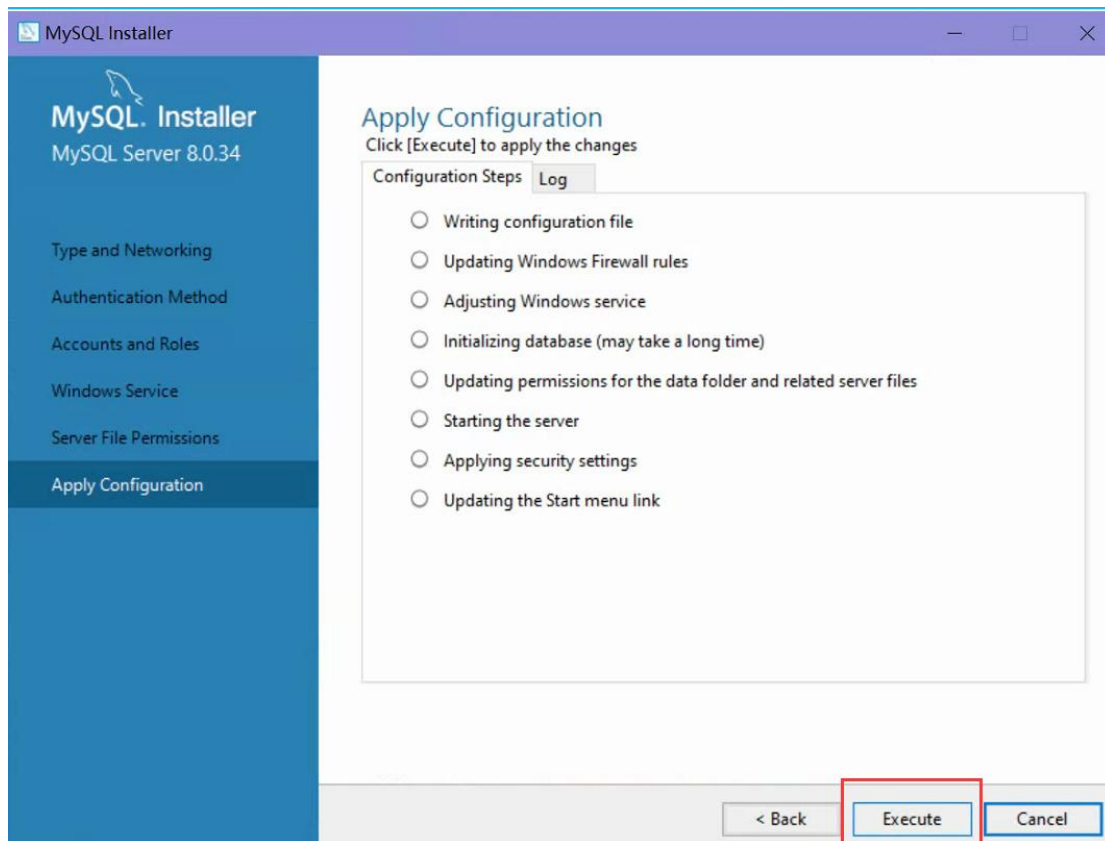 MySQL Installer
MySQL. Installer
MySQL Server 8.0.34
Type and Networking
Authentication Method
Accounts and Roles
Windows Service
Server File Permissions
Apply Configuration
Apply Configuration
Click [Execute] to apply the changes
Configuration Steps Log
Writing configuration file
Updating Windows Firewall rules
Adjusting Windows service
Initializing database (may take a long time)
Updating permissions for the data folder and related server files
Starting the server
Applying security settings
Updating the Start menu link
< Back Execute Cancel